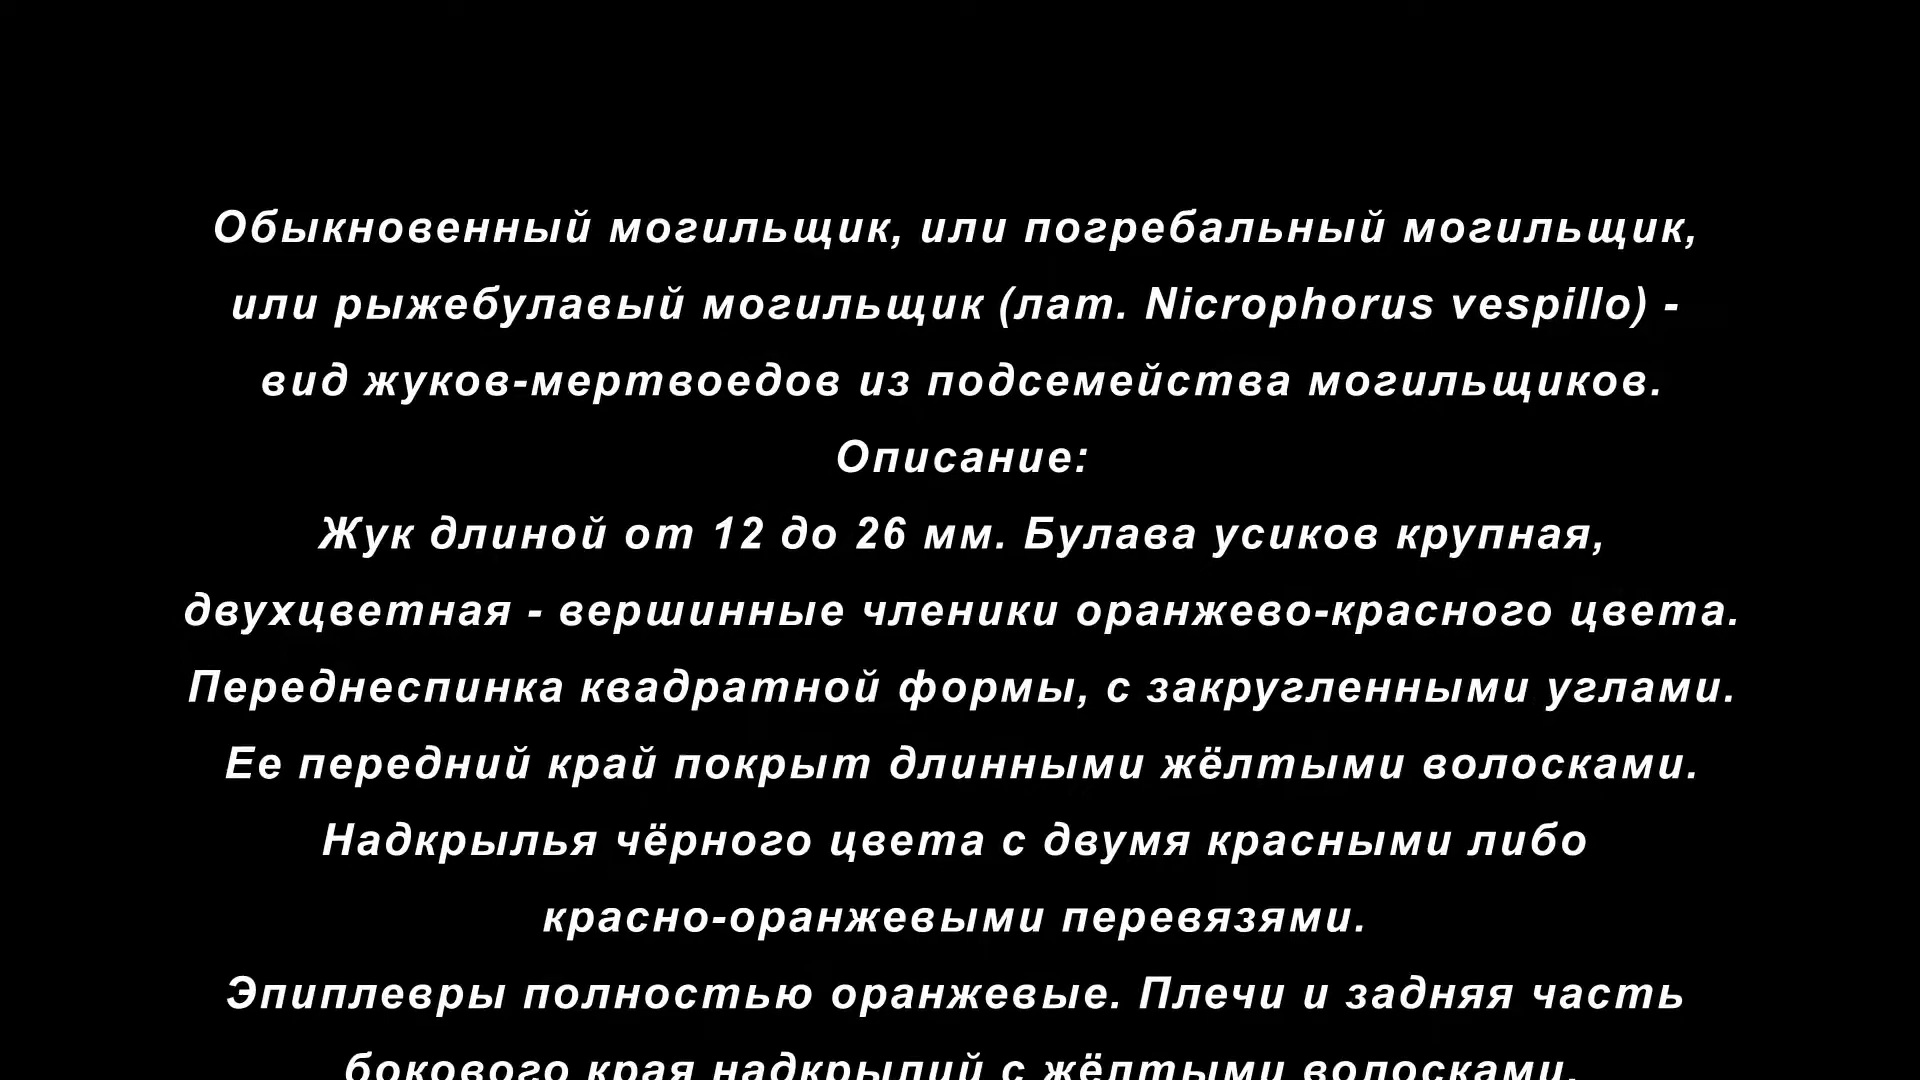 Обыкновенный могильщик, или погребальный могильщик,
или рыжебулавый могильщик (лат. Nicrophorus vespillo) -
вид жуков-мертвоедов из подсемейства могильщиков.
Описание:
Жук длиной от 12 до 26 мм. Булава усиков крупная,
двухцветная - вершинные членики оранжево-красного цвета.
Переднеспинка квадратной формы, с закругленными углами.
Ее передний край покрыт длинными жёлтыми волосками.
Надкрылья чёрного цвета с двумя красными либо
красно-оранжевыми перевязями.
Эпиплевры полностью оранжевые. Плечи и задняя часть
бокового края надкрылий с жёлтыми волосками.